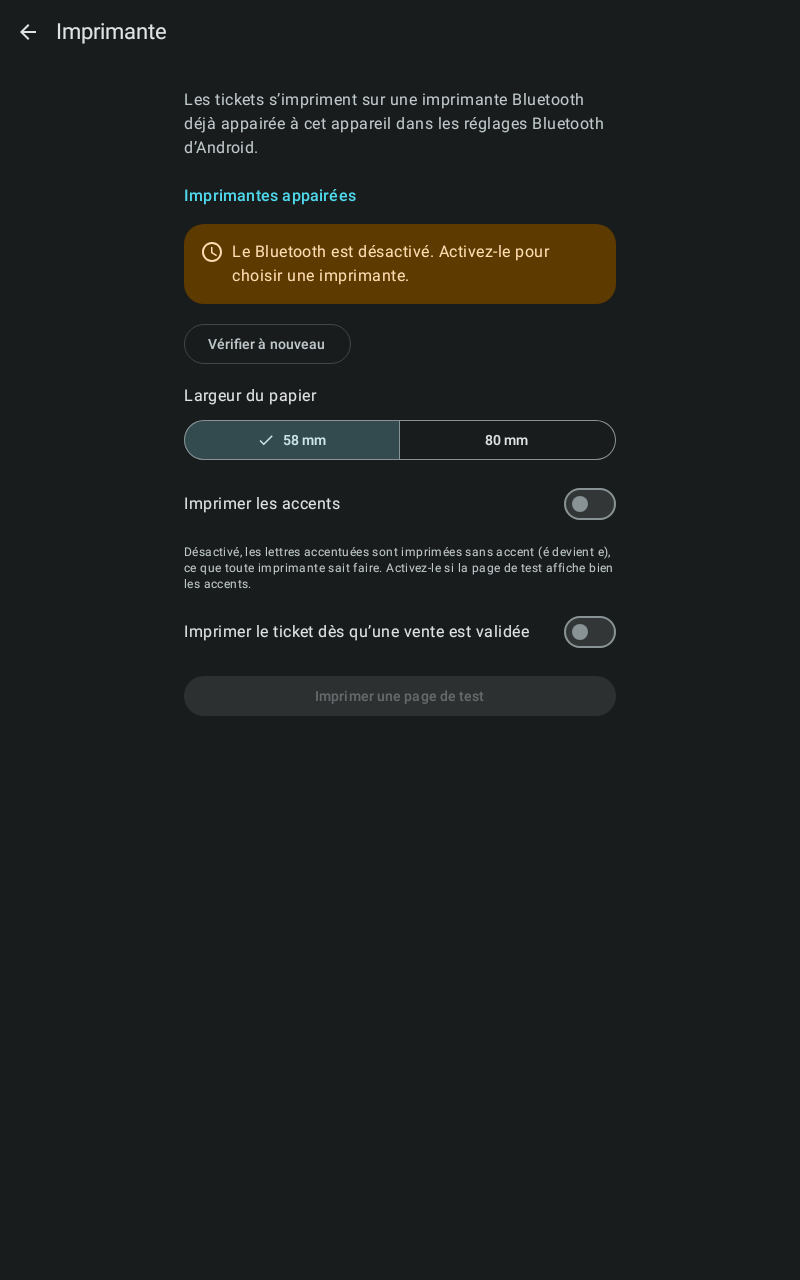 Imprimante
Les tickets s’impriment sur une imprimante Bluetooth
déjà appairée à cet appareil dans les réglages Bluetooth
d’Android.
Imprimantes appairées
Le Bluetooth est désactivé. Activez-le pour
choisir une imprimante.
Vérifier à nouveau
Largeur du papier
58 mm
80 mm
Imprimer les accents
Désactivé, les lettres accentuées sont imprimées sans accent (é devient e),
ce que toute imprimante sait faire. Activez-le si la page de test affiche bien
les accents.
Imprimer le ticket dès qu’une vente est validée
Imprimer une page de test